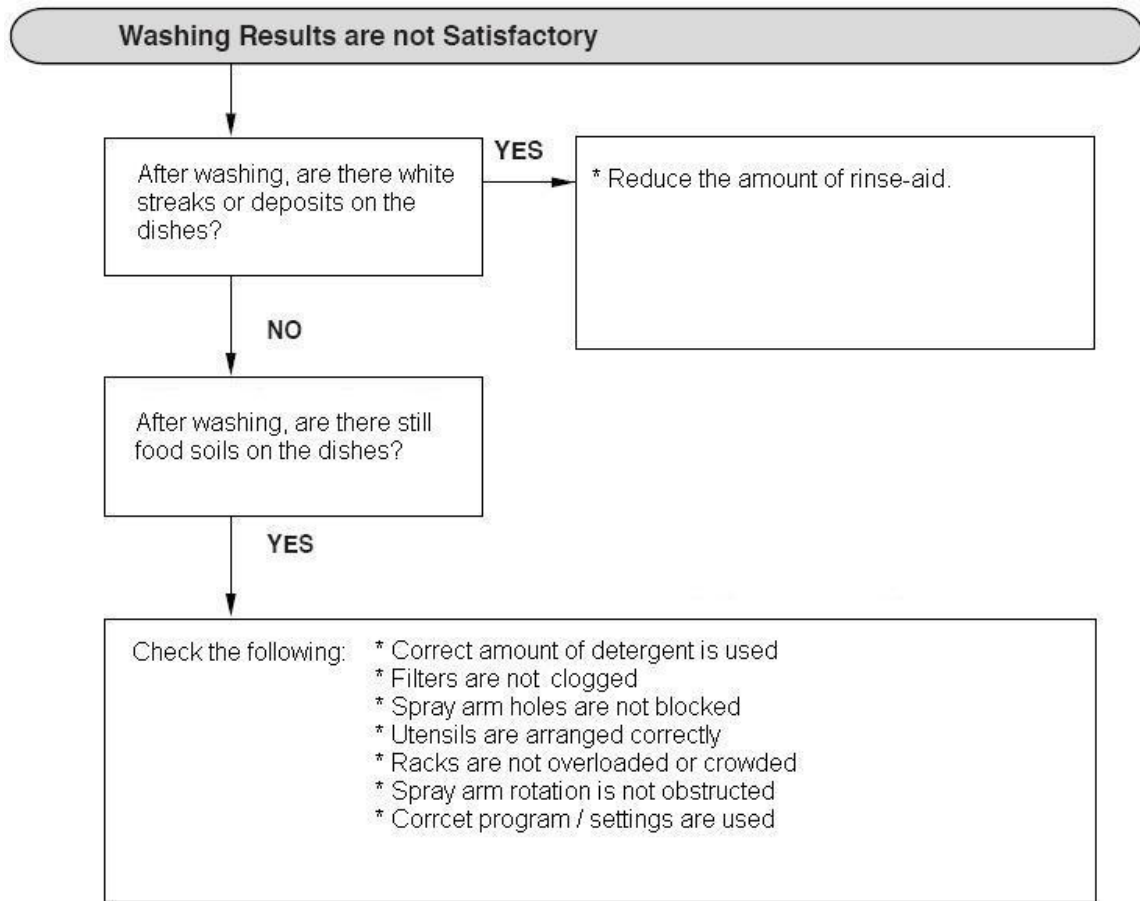 Washing Results are not Satisfactory
After washing, are there white
streaks or deposits on the
dishes?
YES
* Reduce the amount of rinse-aid.
NO
After washing, are there still
food soils on the dishes?
YES
Check the following:
* Correct amount of detergent is used
* Filters are not clogged
* Spray arm holes are not blocked
* Utensils are arranged correctly
* Racks are not overloaded or crowded
* Spray arm rotation is not obstructed
* Corrcet program / settings are used